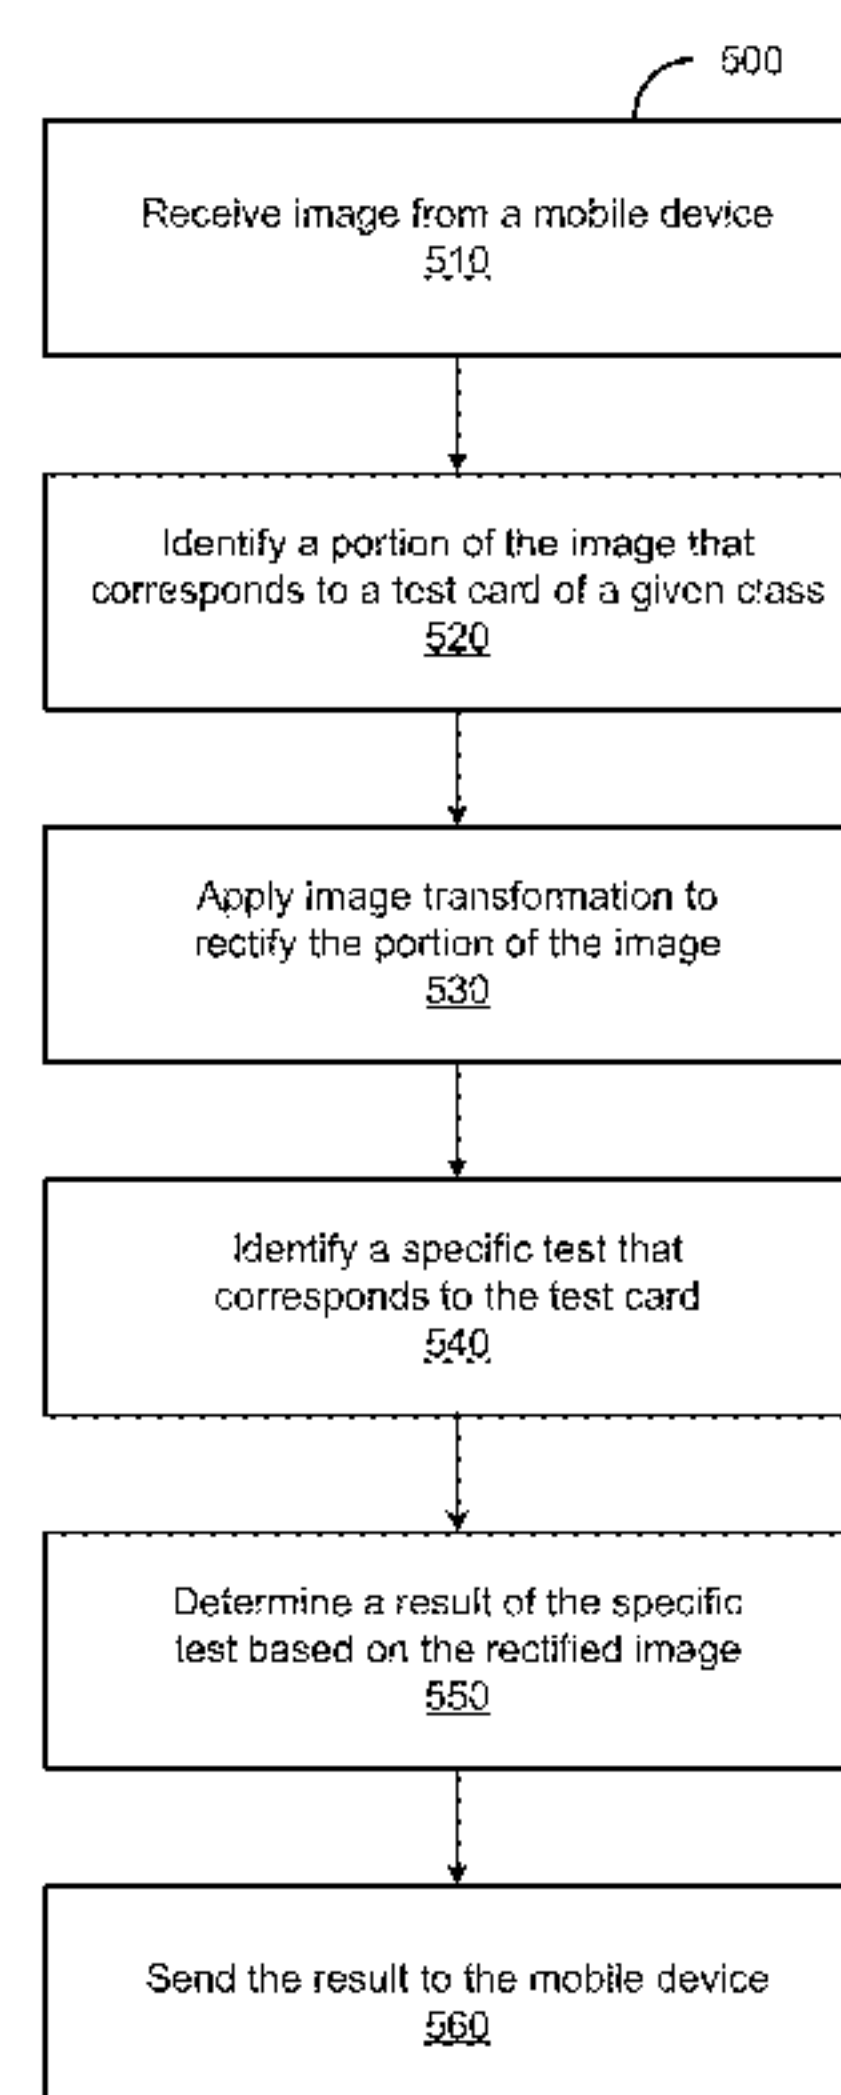 500
Receive image from a mobile device
510
Identify a portion of the image that
corresponds to a test card of a given class
520
Apply image transformation to
rectify the portion of the image
530
Identify a specific test that
corresponds to the test card
540
Determine a result of the specific
test based on the rectified image
550
Send the result to the mobile device
560